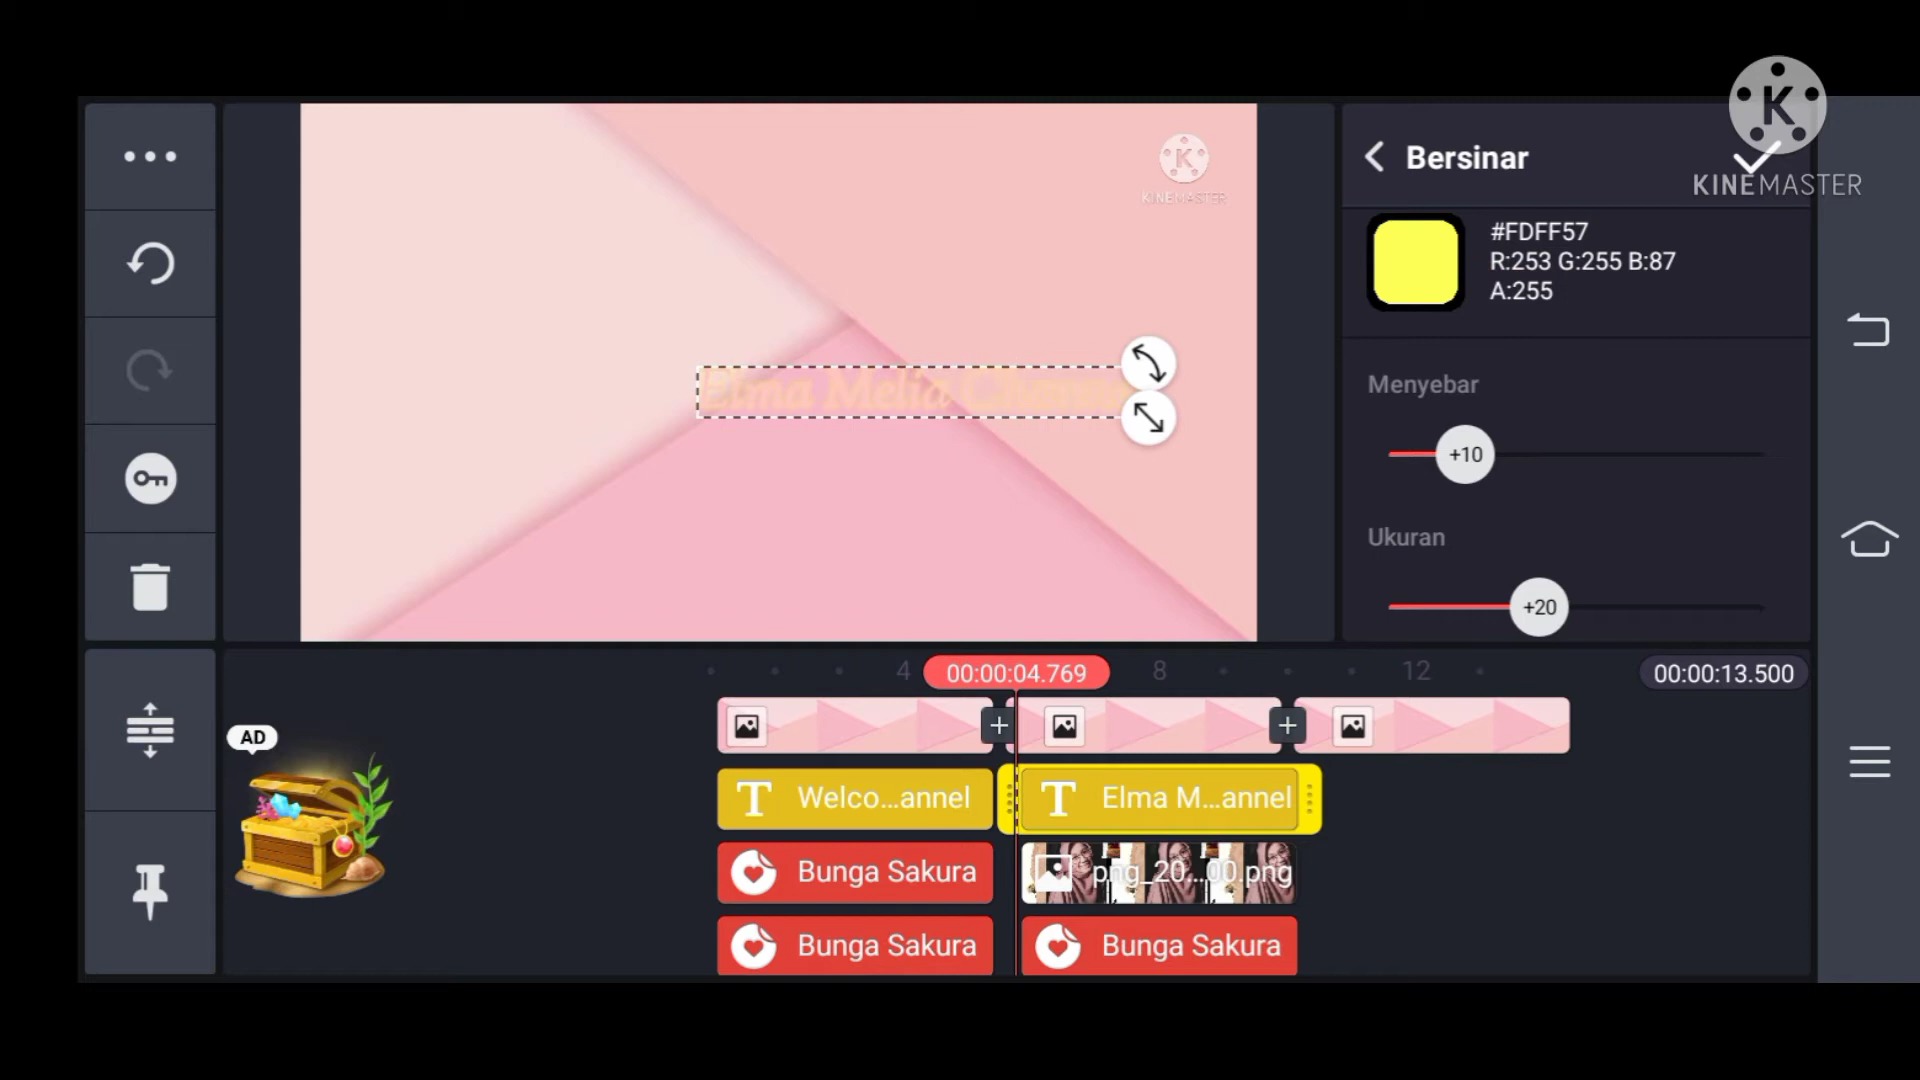 K
KINEMASTER
Bersinar
K
KINEMASTER
#FDFF57
R:253 G:255 B:87
A:255
Menyebar
+10
Elma Melia Channel
Ukuran
+20
4
00:00:04.769
8
12
00:00:13.500
AD
T Welco...annel
T Elma M...annel
Bunga Sakura
png_20...00.png
Bunga Sakura
Bunga Sakura